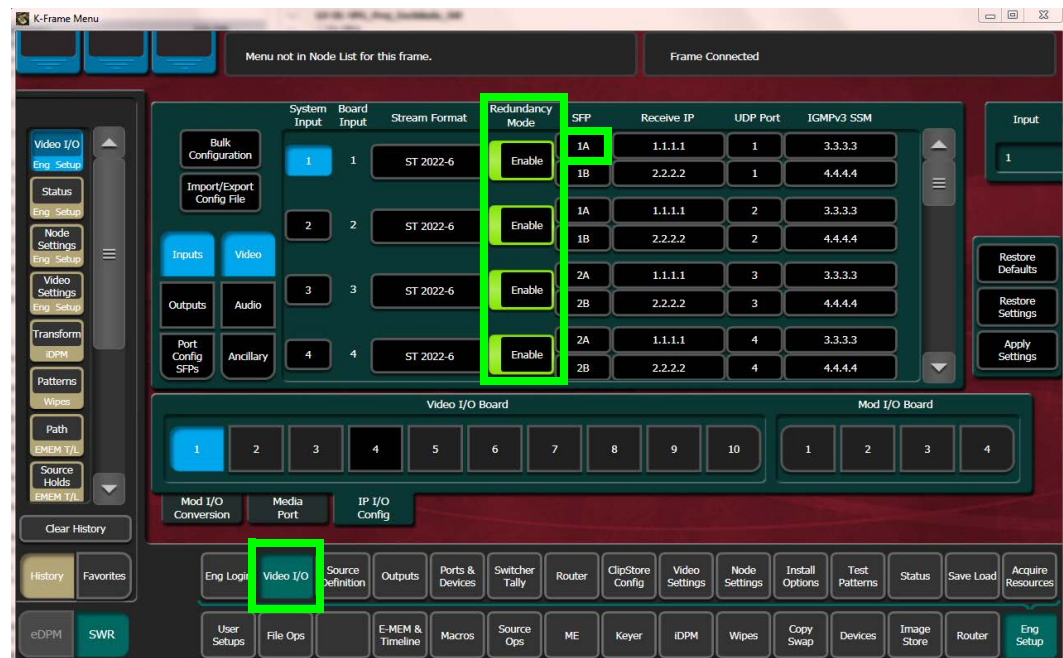 K-Frame Menu
Menu not in Node List for this frame.
Frame Connected
Video I/O
Eng Setup
Status
Eng Setup
Node
Settings
Eng Setup
Video
Settings
Eng Setup
Transform
iDPM
Patterns
Wipes
Path
EMEM T/L
Source
Holds
EMEM T/L
Clear History
History
Favorites
eDPM
SWR
Bulk
Configuration
Import/Export
Config File
Inputs
Video
Outputs
Audio
Port
Config
SFPs
Ancillary
System
Input
Board
Input
Stream Format
Redundancy
Mode
SFP
Receive IP
UDP Port
IGMPv3 SSM
1 1 ST 2022-6 Enable 1A 1.1.1.1 1 3.3.3.3
1B 2.2.2.2 1 4.4.4.4
2 2 ST 2022-6 Enable 1A 1.1.1.1 2 3.3.3.3
1B 2.2.2.2 2 4.4.4.4
3 3 ST 2022-6 Enable 2A 1.1.1.1 3 3.3.3.3
2B 2.2.2.2 3 4.4.4.4
4 4 ST 2022-6 Enable 2A 1.1.1.1 4 3.3.3.3
2B 2.2.2.2 4 4.4.4.4
Input
1
Restore
Defaults
Restore
Settings
Apply
Settings
Video I/O Board
1 2 3 4 5 6 7 8 9 10
Mod I/O Board
1 2 3 4
Mod I/O
Conversion
Media
Port
IP I/O
Config
Eng Login
Video I/O
Source
Definition
Outputs
Ports &
Devices
Switcher
Tally
Router
ClipStore
Config
Video
Settings
Node
Settings
Install
Options
Test
Patterns
Status
Save Load
Acquire
Resources
User
Setups
File Ops
E-MEM &
Timeline
Macros
Source
Ops
ME
Keyer
iDPM
Wipes
Copy
Swap
Devices
Image
Store
Router
Eng
Setup